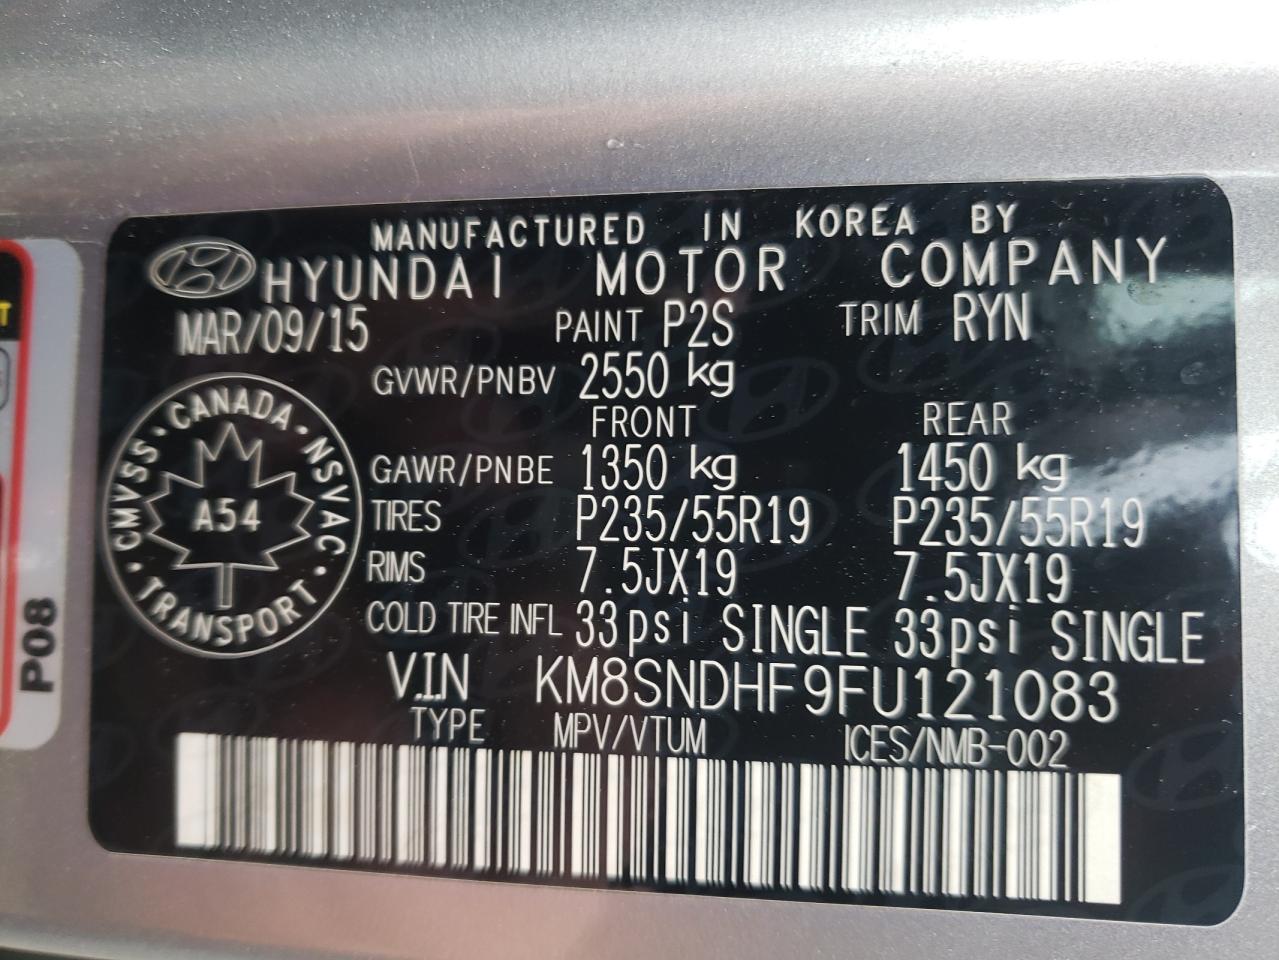 MANUFACTURED IN KOREA BY
HYUNDAI MOTOR COMPANY
MAR/09/15 PAINT P2S TRIM RYN
GVWR/PNBV 2550 kg
FRONT REAR
GAWR/PNBE 1350 kg 1450 kg
TIRES P235/55R19 P235/55R19
RIMS 7.5JX19 7.5JX19
COLD TIRE INFL 33psi SINGLE 33psi SINGLE
V.I.N KM8SNDHF9FU121083
TYPE MPV/VTUM ICES/NMB-002
CMVSS · CANADA · NSVAC · TRANSPORT ·
A54
P08
T